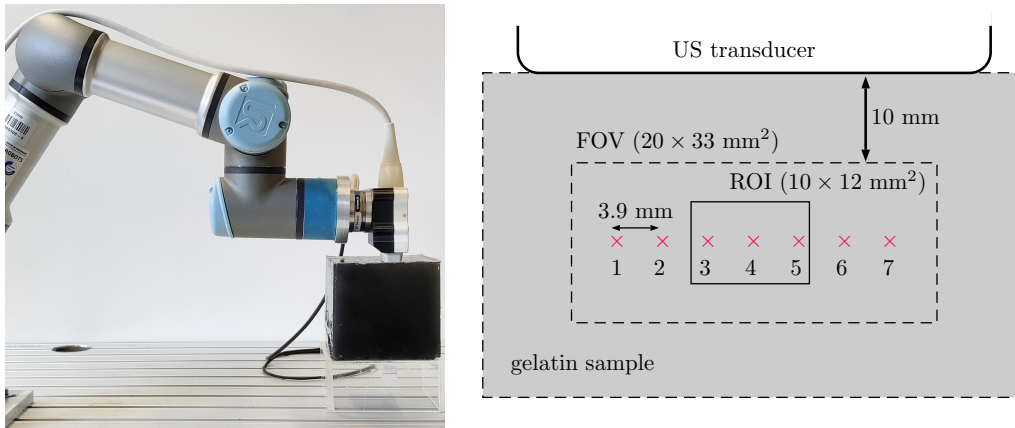 ROBOTS
US transducer
10 mm
FOV (20 × 33 mm²)
ROI (10 × 12 mm²)
3.9 mm
1 2 3 4 5 6 7
gelatin sample